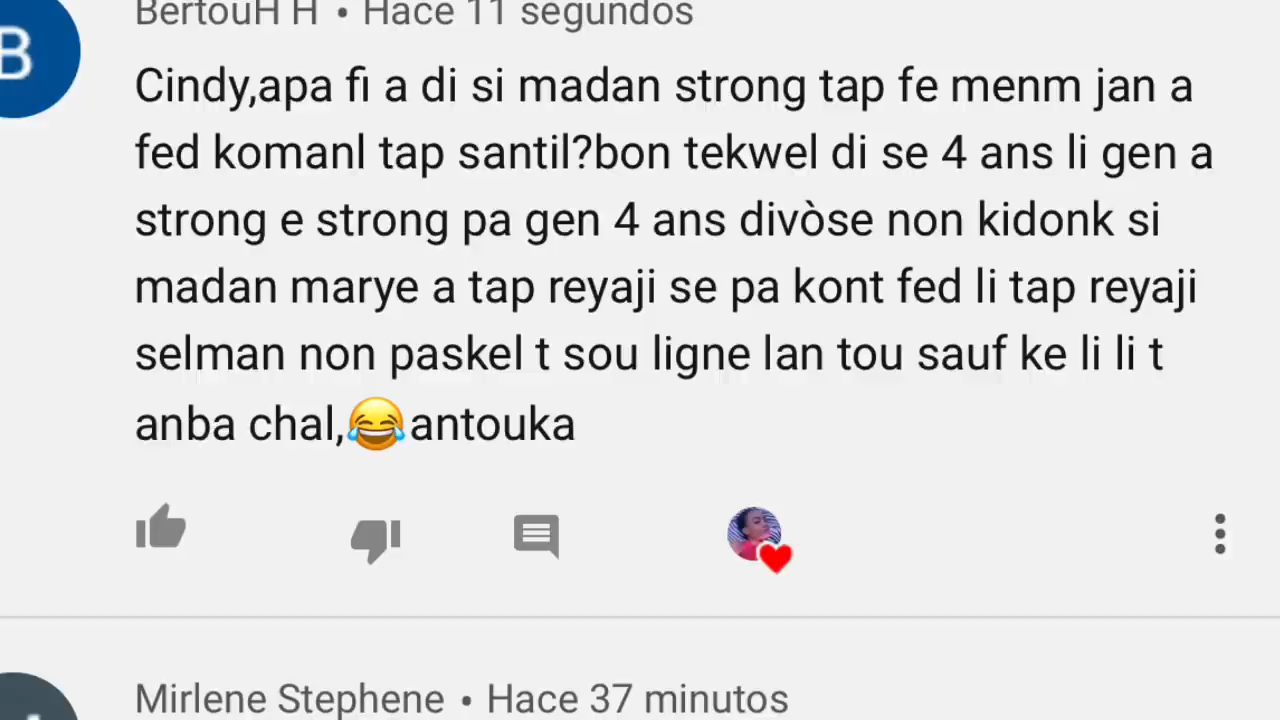 B
BertouH H • Hace 11 segundos
Cindy,apa fi a di si madan strong tap fe menm jan a
fed komanl tap santil?bon tekwel di se 4 ans li gen a
strong e strong pa gen 4 ans divòse non kidonk si
madan marye a tap reyaji se pa kont fed li tap reyaji
selman non paskel t sou ligne lan tou sauf ke li li t
anba chal,😂antouka
Mirlene Stephene • Hace 37 minutos